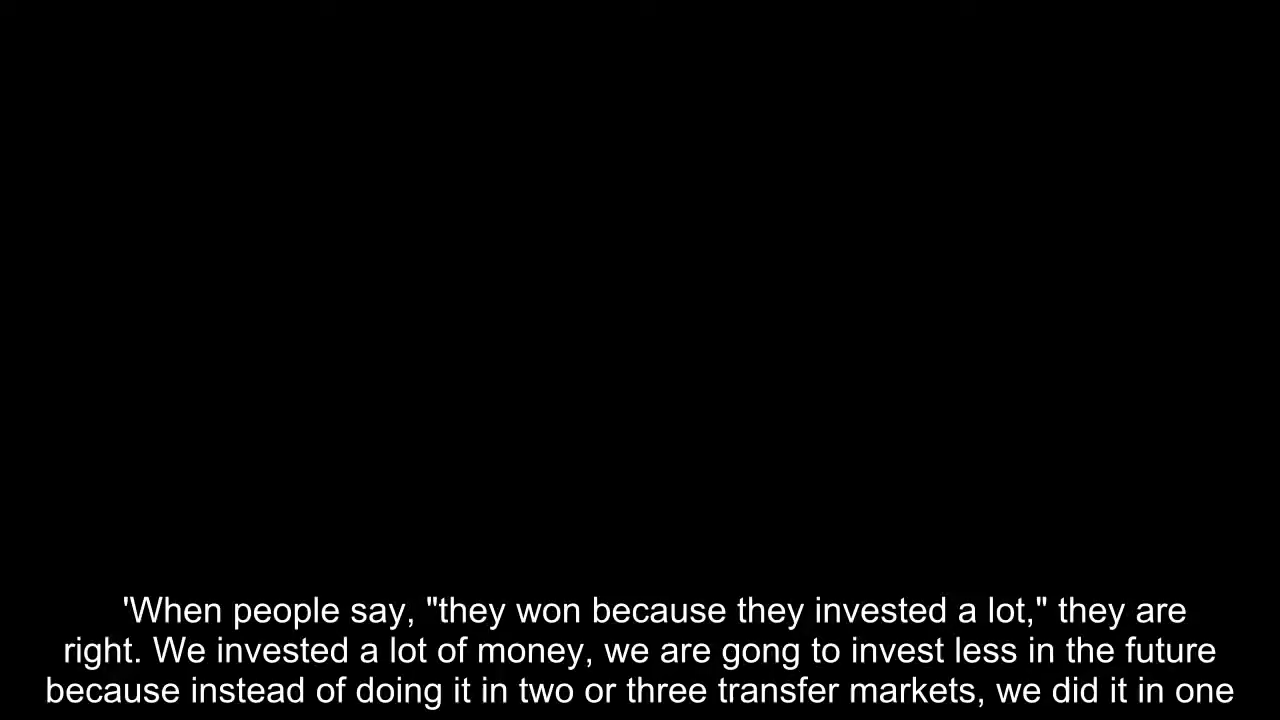 'When people say, "they won because they invested a lot," they are
right. We invested a lot of money, we are gong to invest less in the future
because instead of doing it in two or three transfer markets, we did it in one